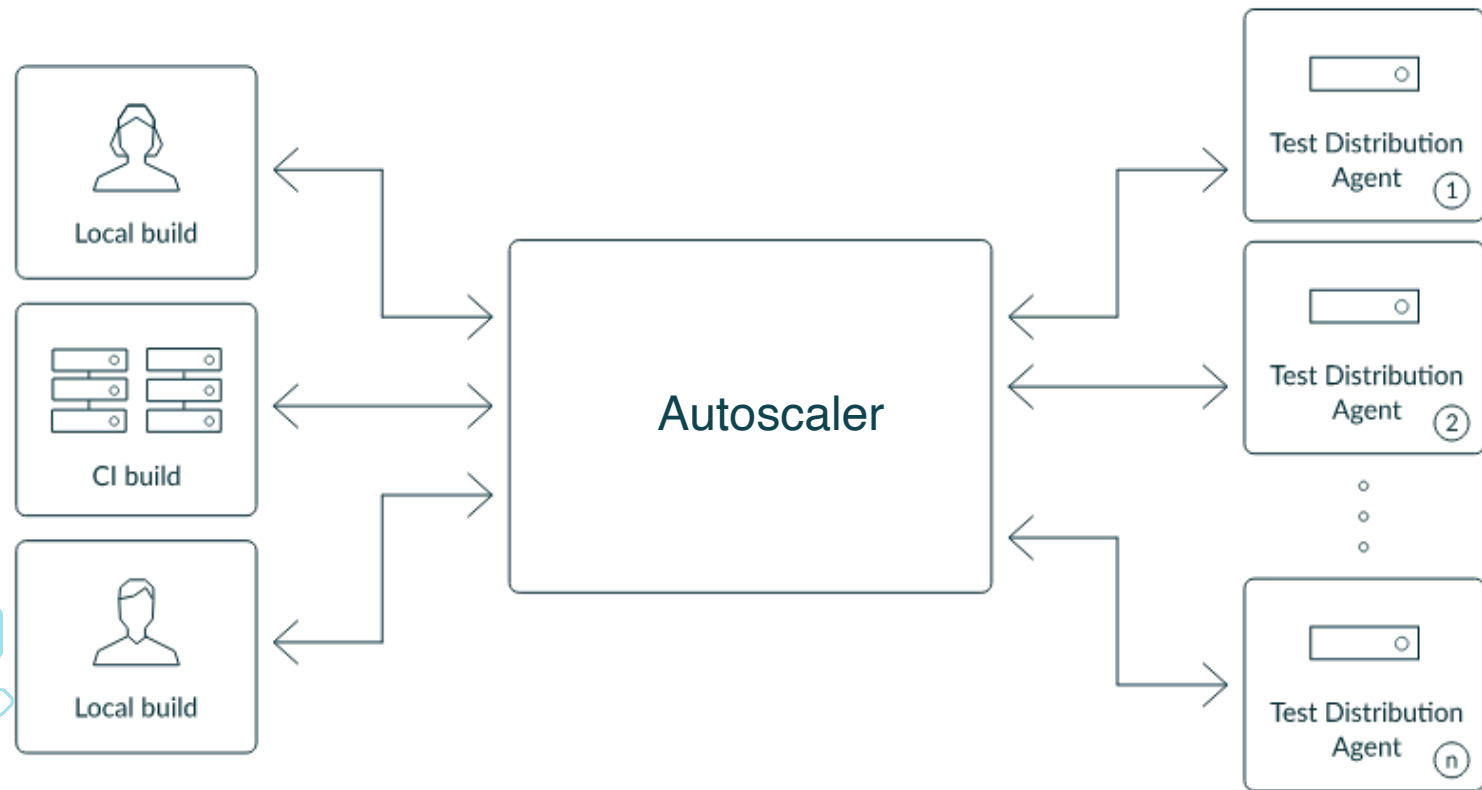 Local build
CI build
Local build
Autoscaler
Test Distribution
Agent
1
Test Distribution
Agent
2
Test Distribution
Agent
n